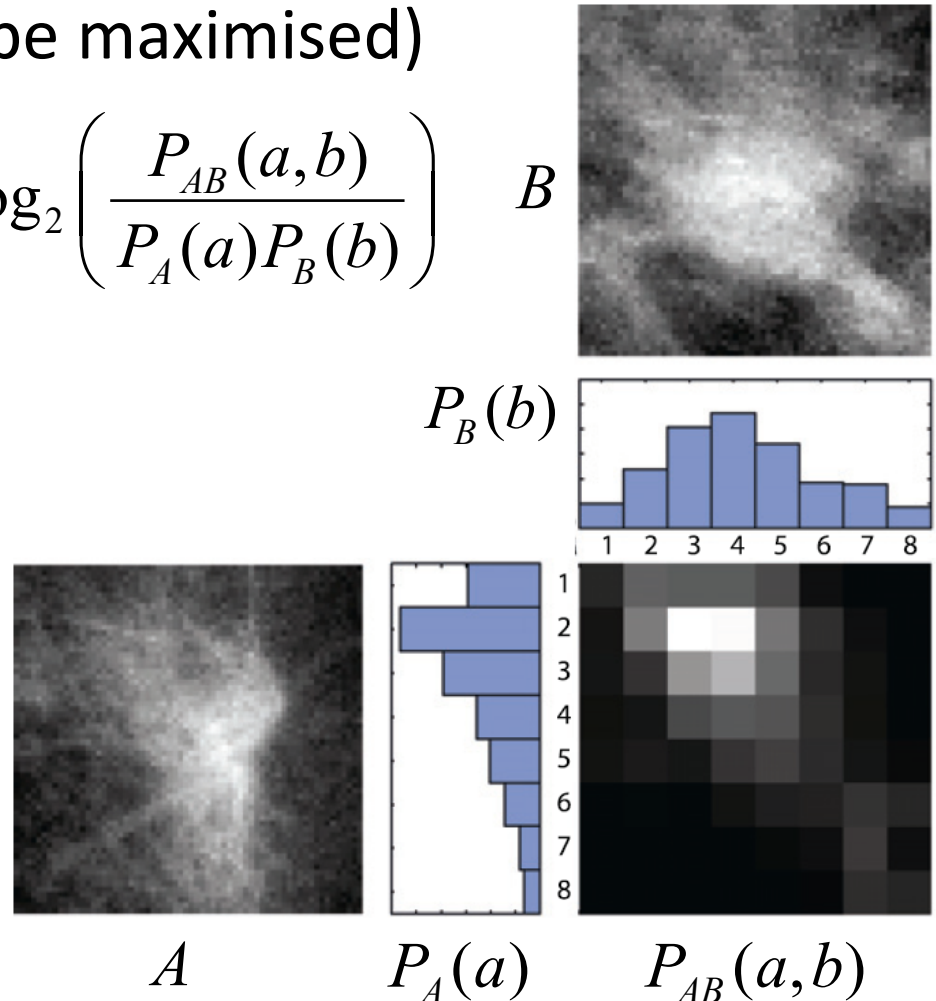 be maximised)
og₂ ( P_AB(a,b) / P_A(a)P_B(b) )
B
P_B(b)
1 2 3 4 5 6 7 8
1
2
3
4
5
6
7
8
A
P_A(a)
P_AB(a,b)